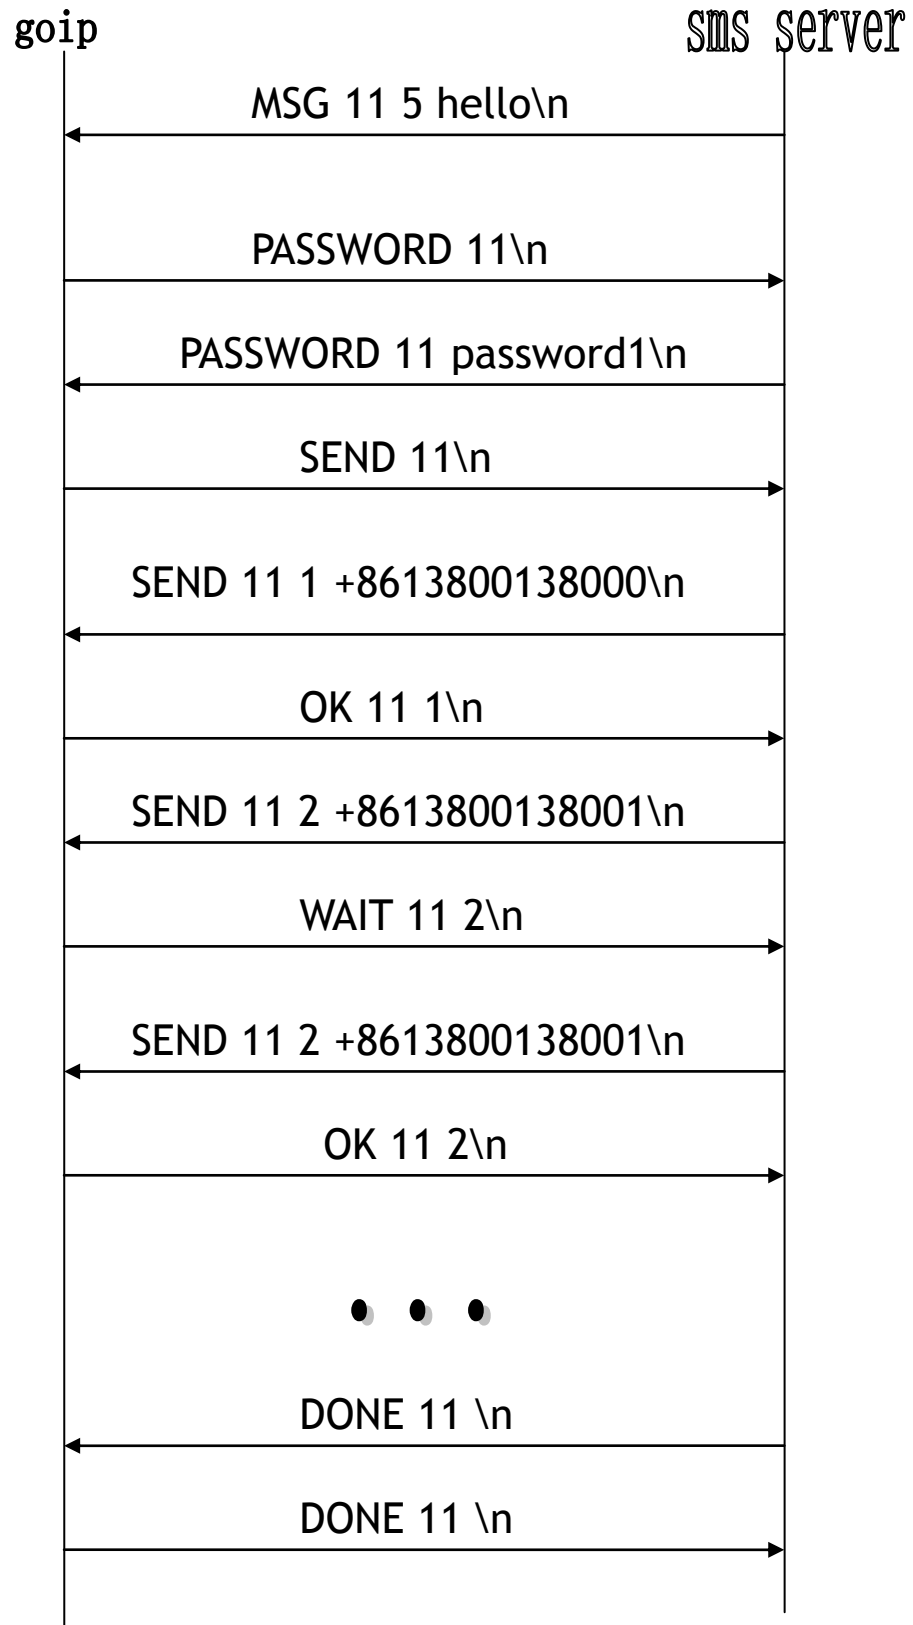 goip
sms server
MSG 11 5 hello\n
PASSWORD 11\n
PASSWORD 11 password1\n
SEND 11\n
SEND 11 1 +8613800138000\n
OK 11 1\n
SEND 11 2 +8613800138001\n
WAIT 11 2\n
SEND 11 2 +8613800138001\n
OK 11 2\n
• • •
DONE 11 \n
DONE 11 \n